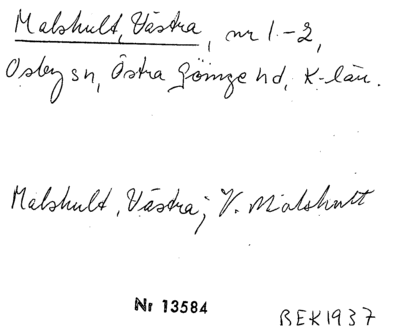 Malshult, Västra, nr 1-2,
Osby sn, Östra Göinge hd, K-län.
Malshult, Västra; V. Malshult
Nr 13584
BEK1937